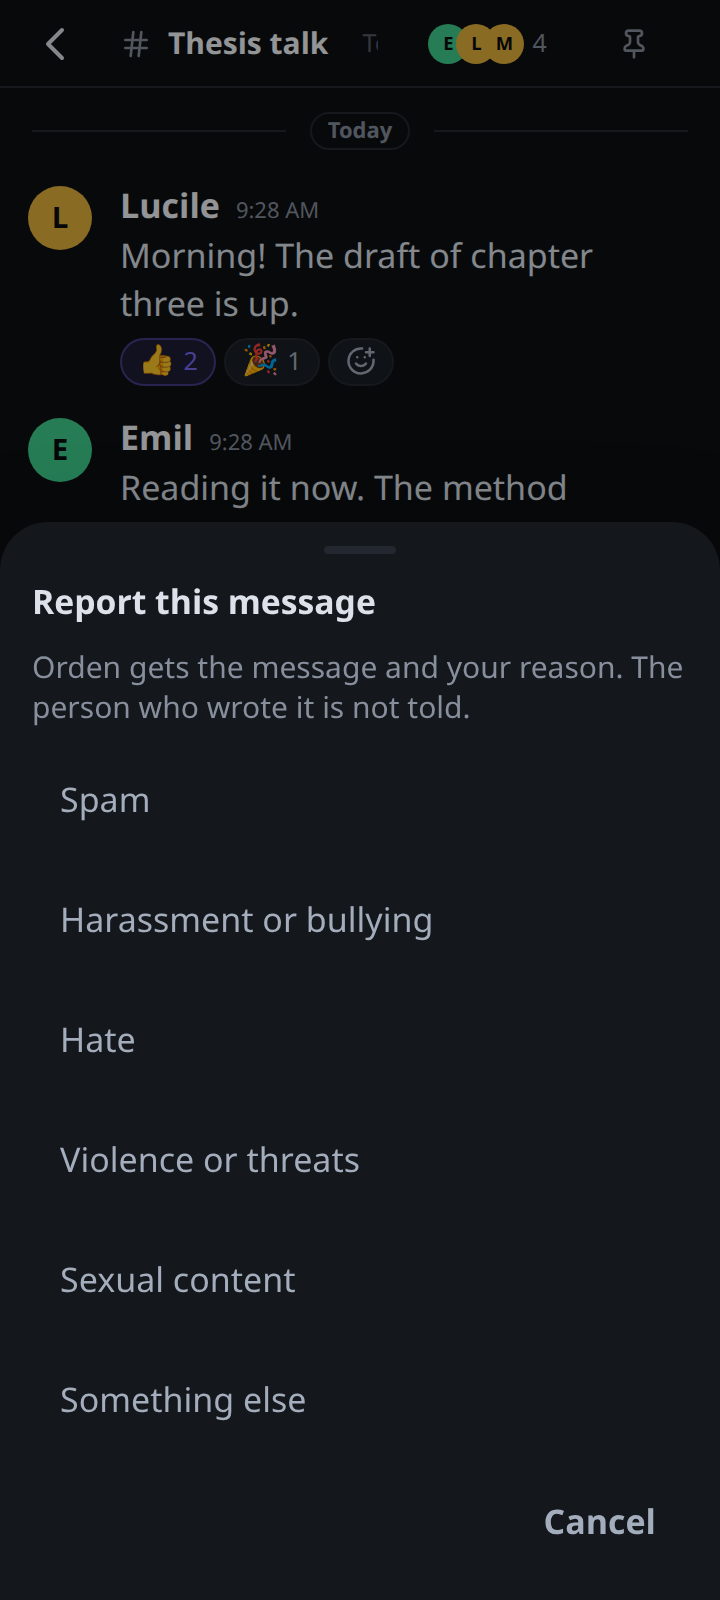 # Thesis talk
E L M 4
Today
L Lucile 9:28 AM
Morning! The draft of chapter
three is up.
👍 2 🎉 1
E Emil 9:28 AM
Reading it now. The method
Report this message
Orden gets the message and your reason. The
person who wrote it is not told.
Spam
Harassment or bullying
Hate
Violence or threats
Sexual content
Something else
Cancel